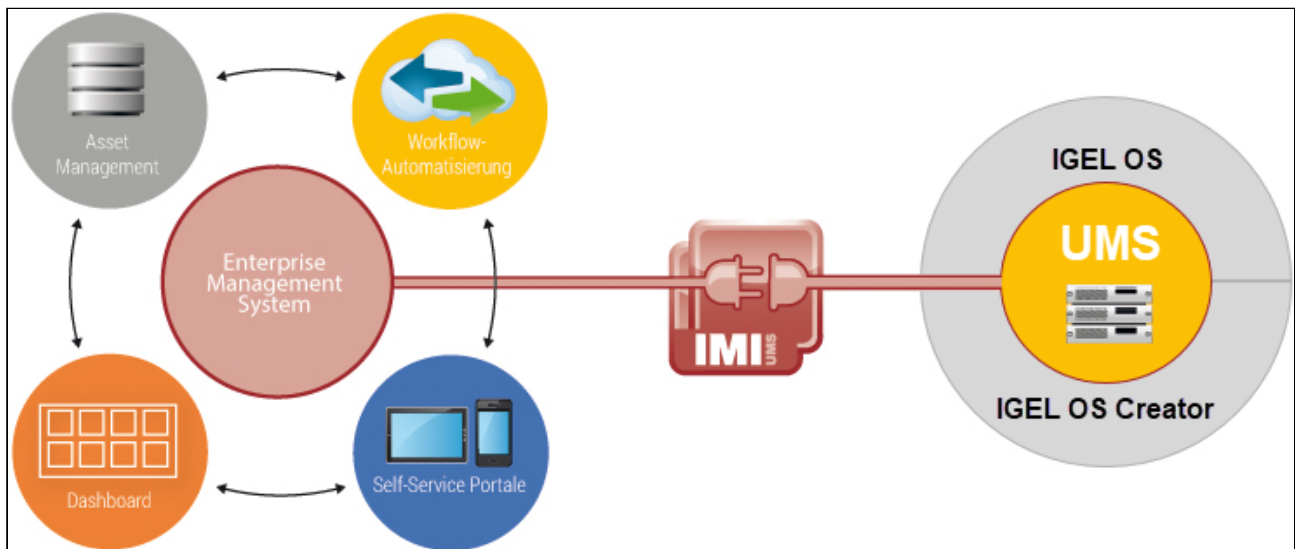 Asset
Management
Workflow-
Automatisierung
Enterprise
Management
System
Dashboard
Self-Service Portale
IMI
UMS
IGEL OS
UMS
IGEL OS Creator